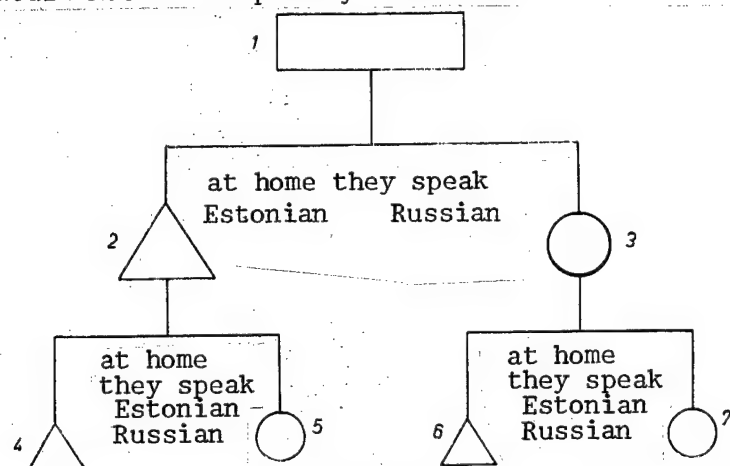 1
at home they speak
Estonian Russian
2
3
at home
they speak
Estonian
Russian
4
5
at home
they speak
Estonian
Russian
6
7